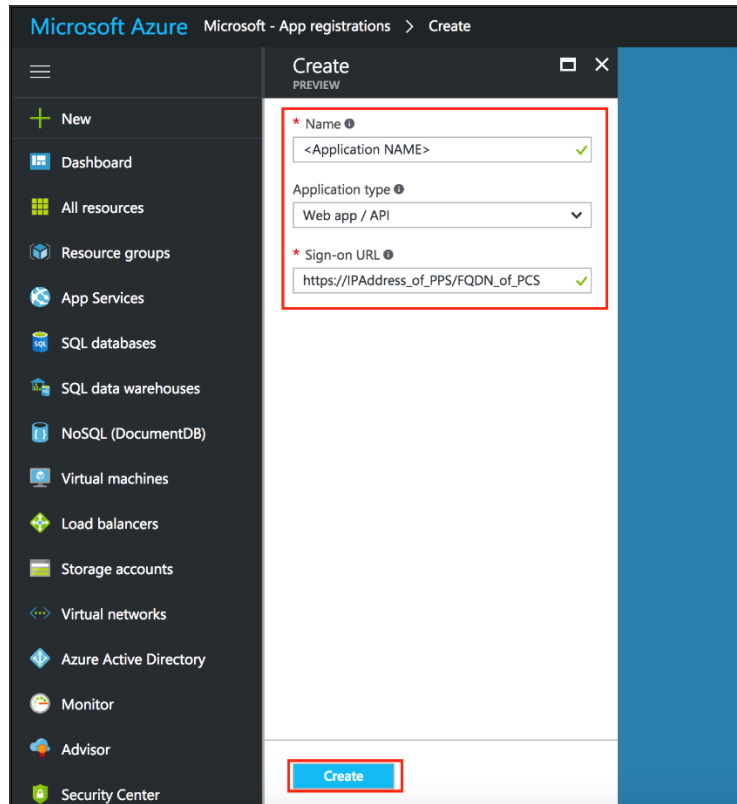 Microsoft Azure Microsoft - App registrations > Create
Create
PREVIEW
New
Dashboard
All resources
Resource groups
App Services
SQL databases
SQL data warehouses
NoSQL (DocumentDB)
Virtual machines
Load balancers
Storage accounts
Virtual networks
Azure Active Directory
Monitor
Advisor
Security Center
* Name
<Application NAME>
Application type
Web app / API
* Sign-on URL
https://IPAddress_of_PPS/FQDN_of_PCS
Create